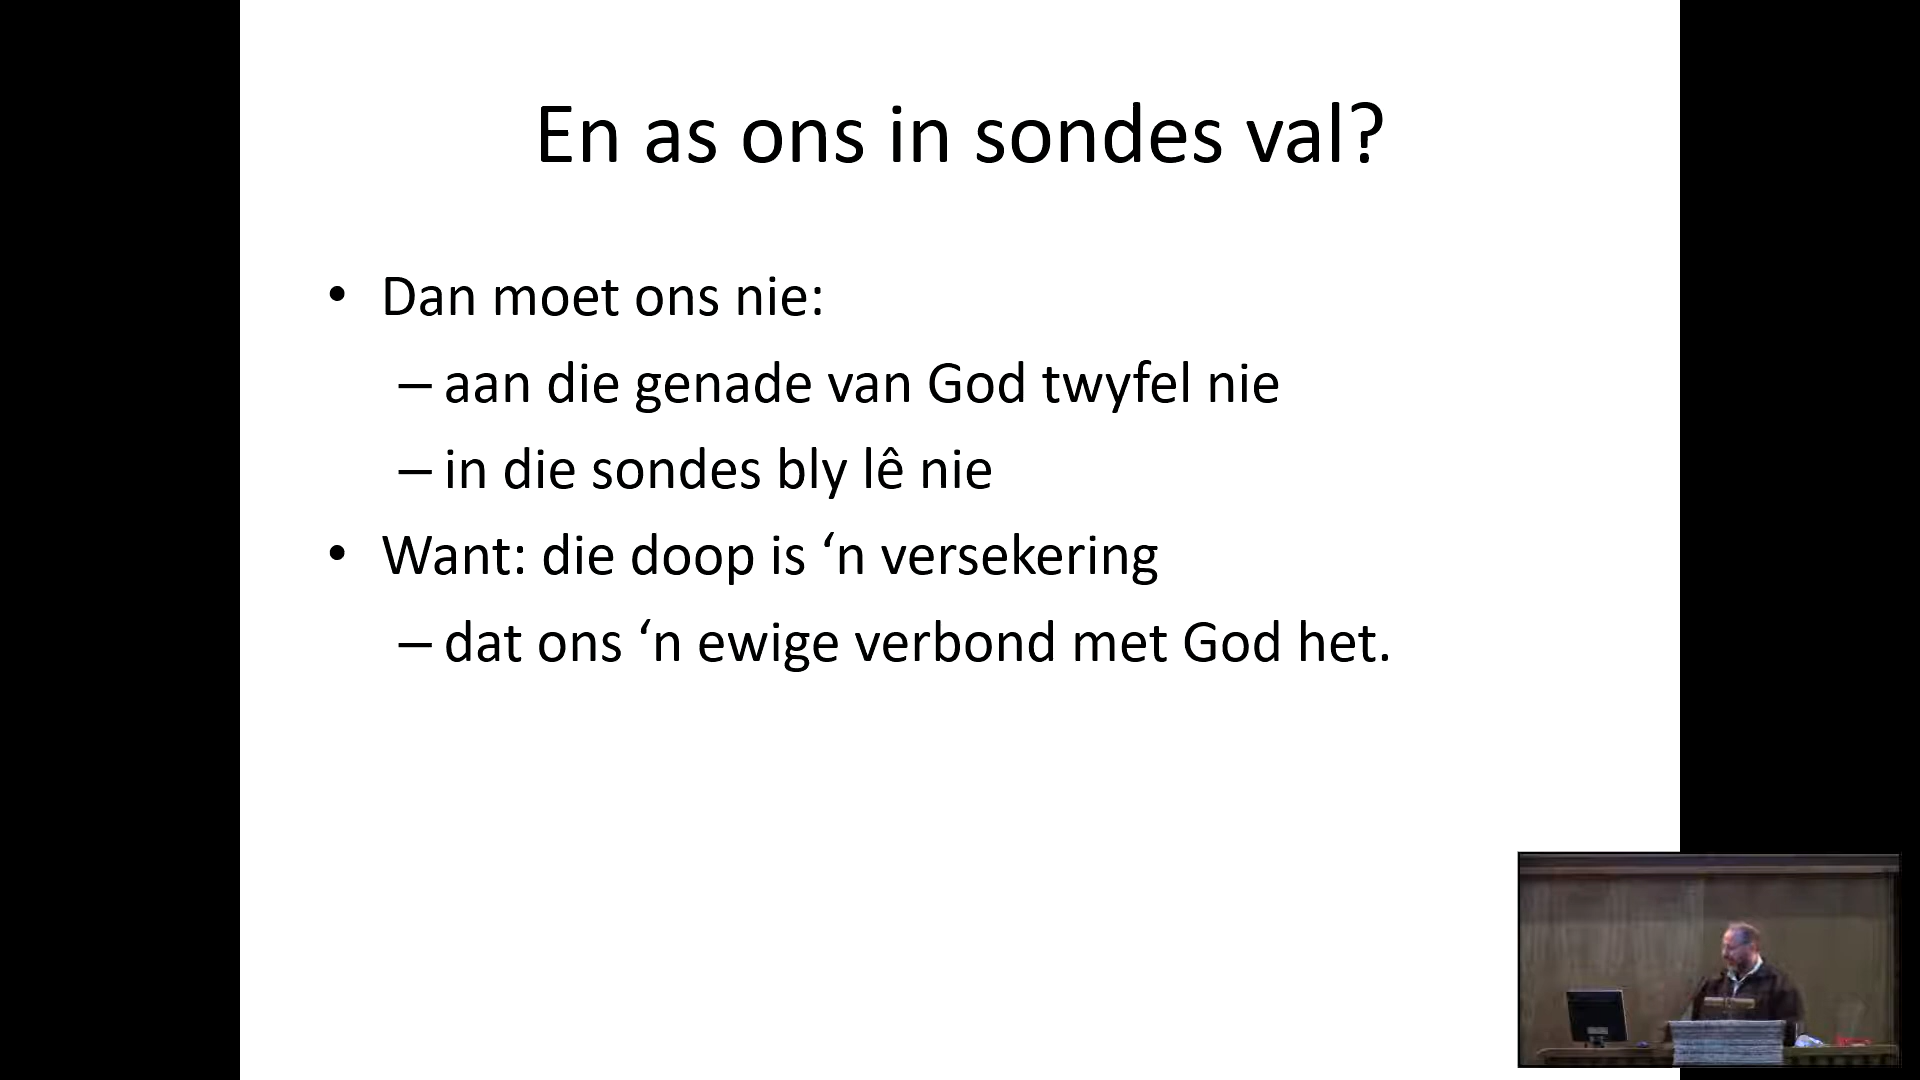 En as ons in sondes val?
• Dan moet ons nie:
– aan die genade van God twyfel nie
– in die sondes bly lê nie
• Want: die doop is ‘n versekering
– dat ons ‘n ewige verbond met God het.